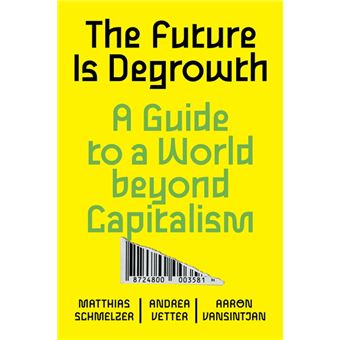 The Future
Is Degrowth
A Guide
to a World
beyond
Capitalism
8724800 003581
MATTHIAS SCHMELZER
ANDREA VETTER
AARON VANSINTJAN